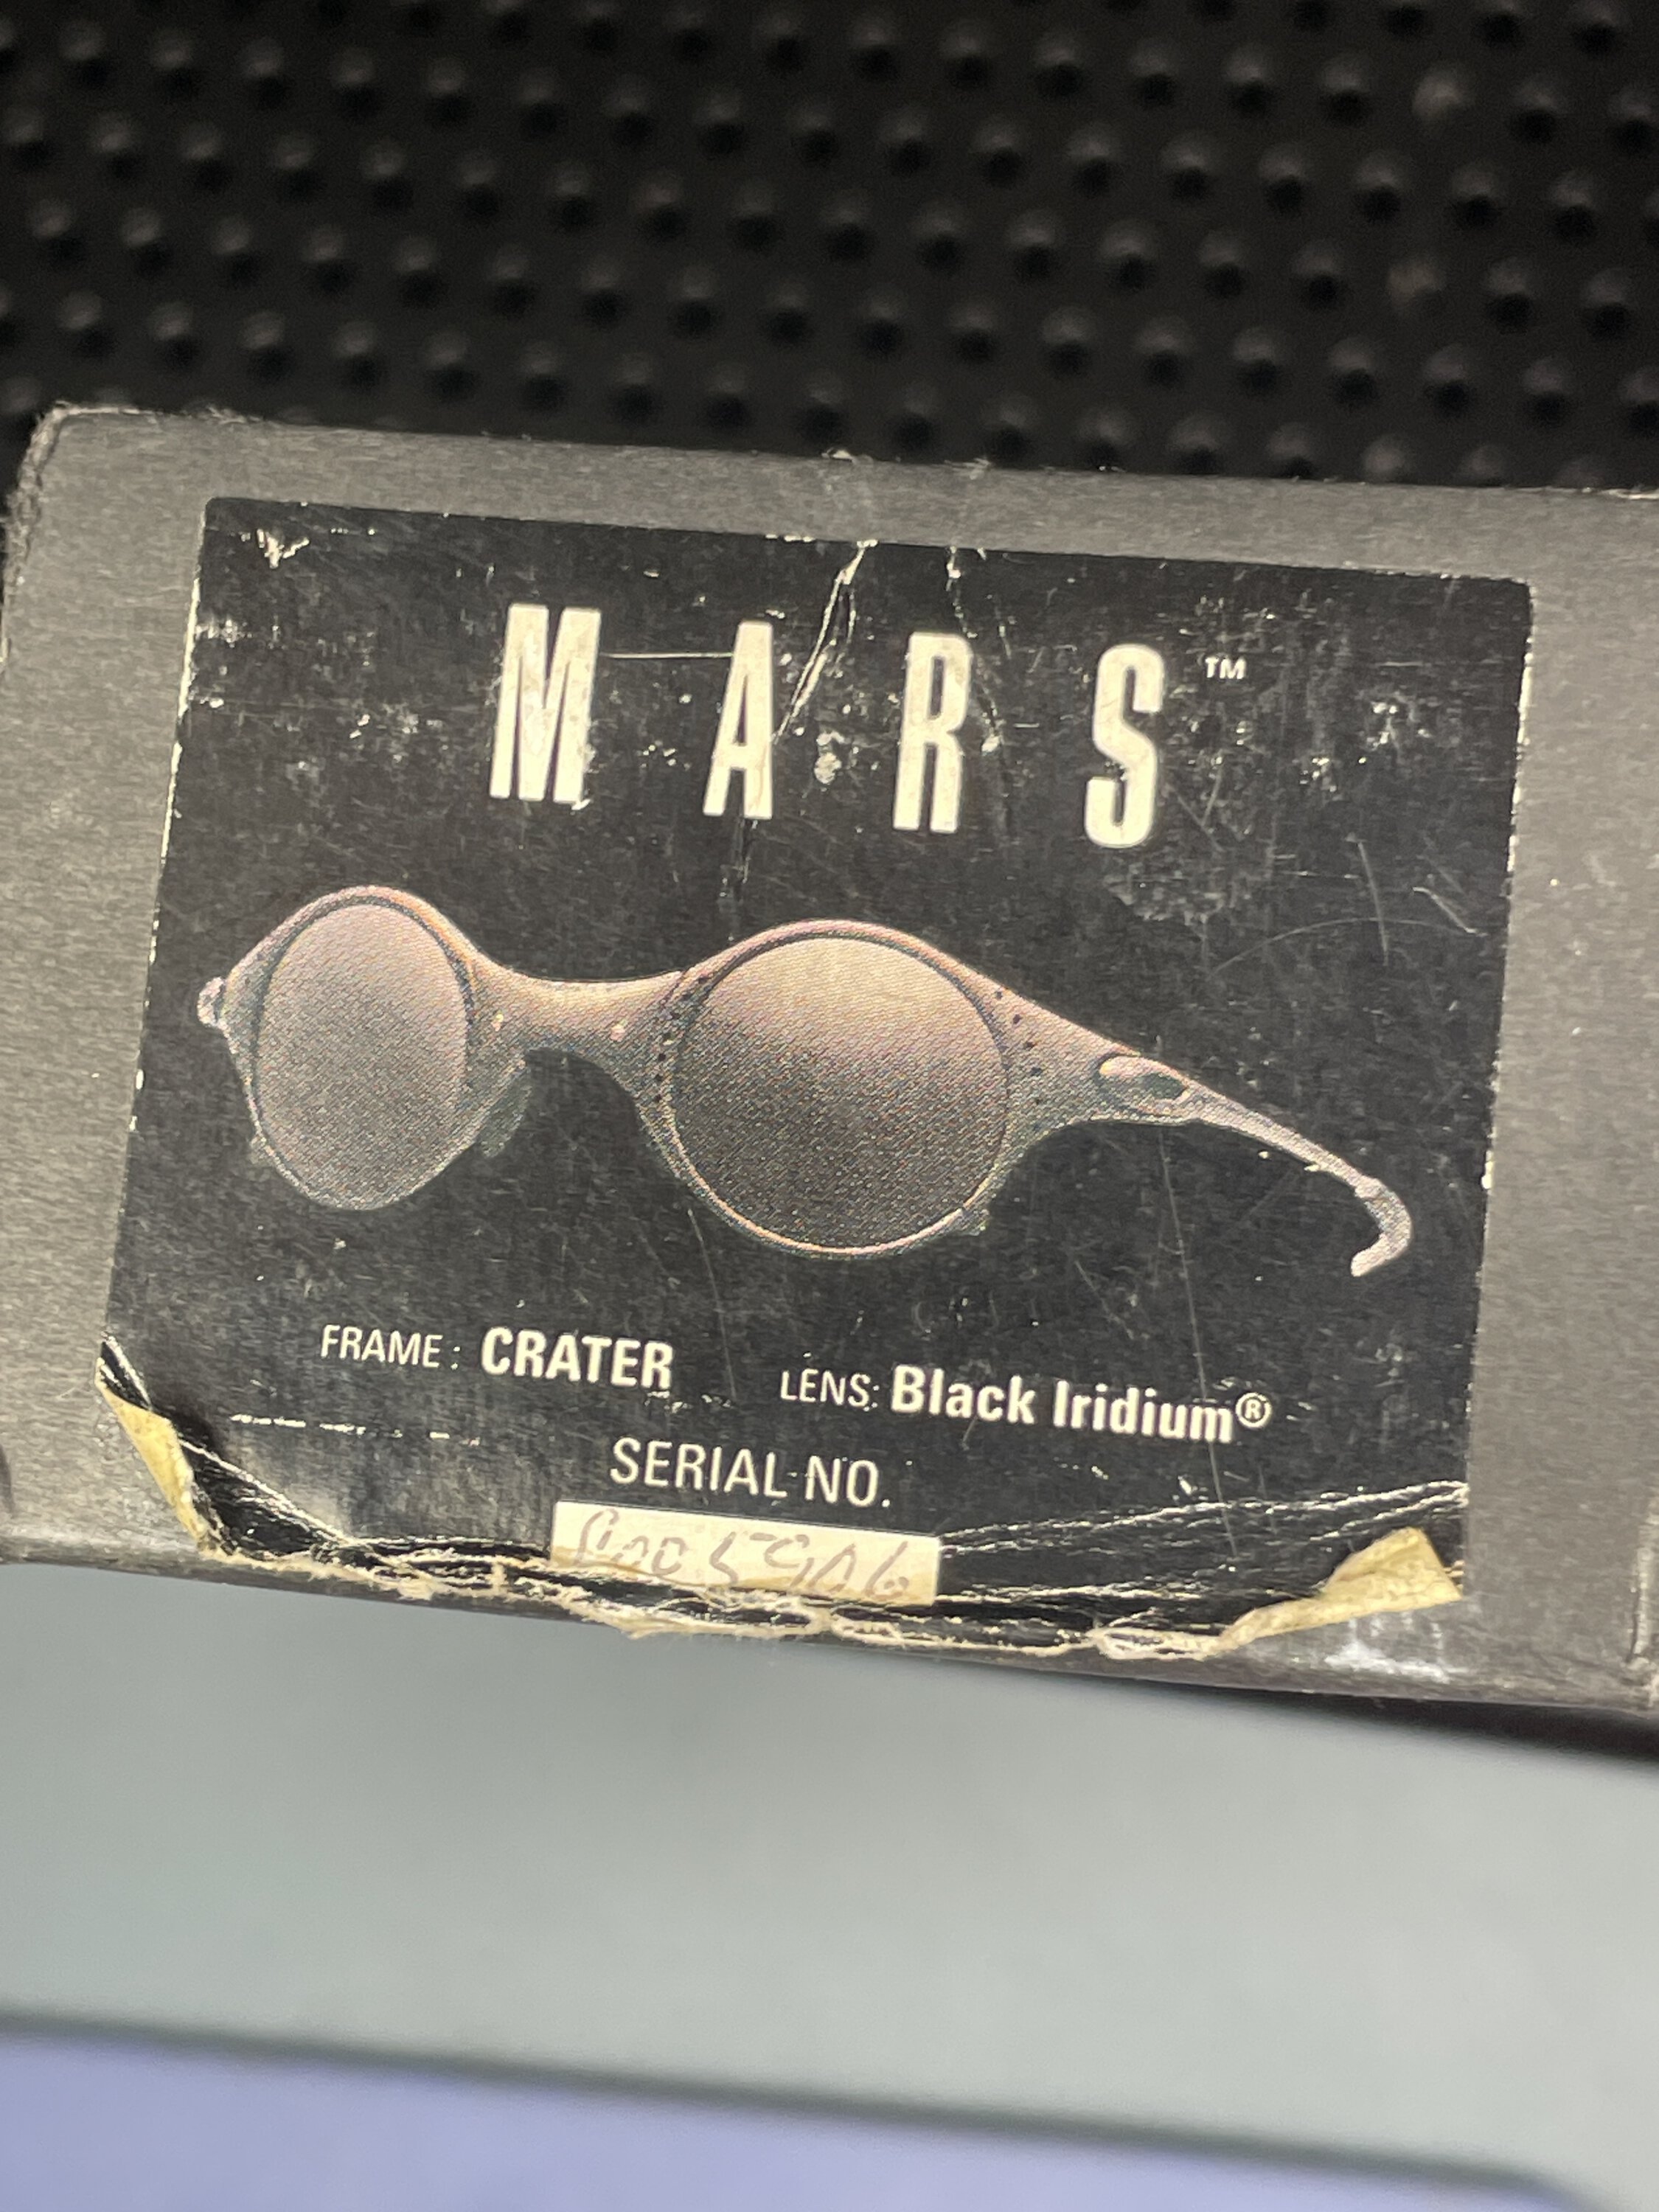 MARS™
FRAME: CRATER LENS: Black Iridium®
SERIAL NO.